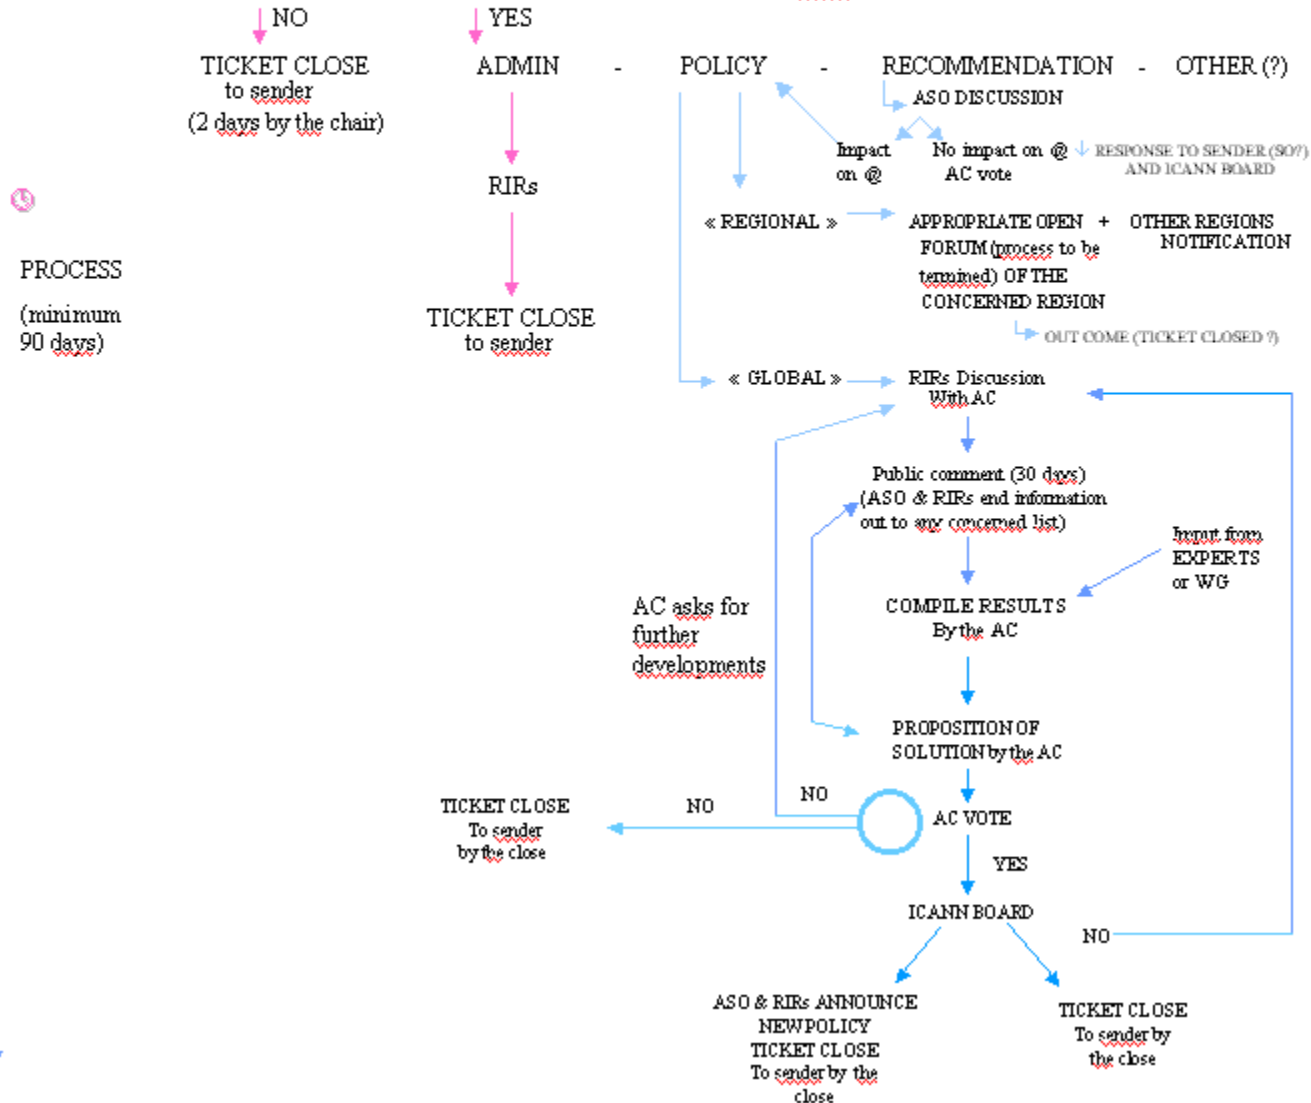 NO
YES
TICKET CLOSE
to sender
(2 days by the chair)
ADMIN - POLICY - RECOMMENDATION - OTHER (?)
ASO DISCUSSION
Impact
on @
No impact on @
AC vote
RESPONSE TO SENDER (SO?)
AND ICANN BOARD
RIRs
« REGIONAL »
APPROPRIATE OPEN
FORUM (process to be
termined) OF THE
CONCERNED REGION
+
OTHER REGIONS
NOTIFICATION
PROCESS
(minimum
90 days)
TICKET CLOSE
to sender
OUT COME (TICKET CLOSED ?)
« GLOBAL »
RIRs Discussion
With AC
Public comment (30 days)
(ASO & RIRs end information
out to any concerned list)
Input from
EXPERTS
or WG
AC asks for
further
developments
COMPILE RESULTS
By the AC
PROPOSITION OF
SOLUTION by the AC
NO
NO
TICKET CLOSE
To sender
by the close
AC VOTE
YES
ICANN BOARD
NO
ASO & RIRs ANNOUNCE
NEW POLICY
TICKET CLOSE
To sender by the
close
TICKET CLOSE
To sender by
the close